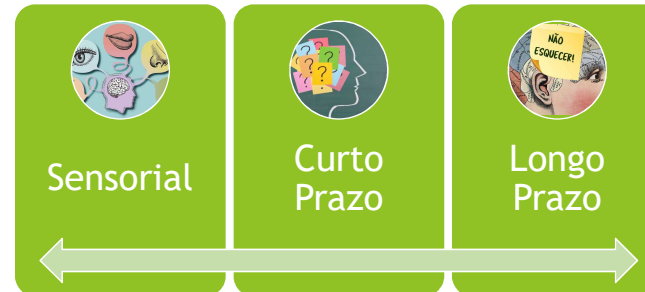 NÃO
ESQUECER!
Sensorial
Curto
Prazo
Longo
Prazo
? ? ? ? ? ?